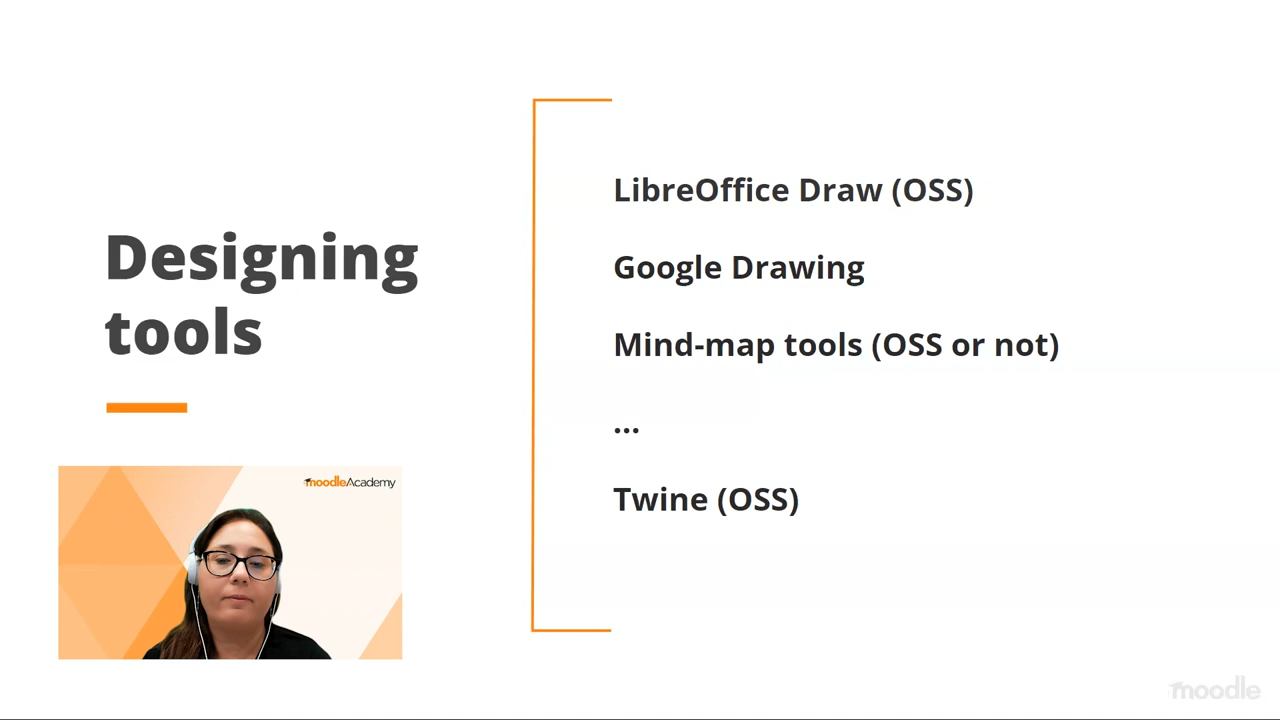 Designing
tools
LibreOffice Draw (OSS)
Google Drawing
Mind-map tools (OSS or not)
...
Twine (OSS)
moodleAcademy
moodle